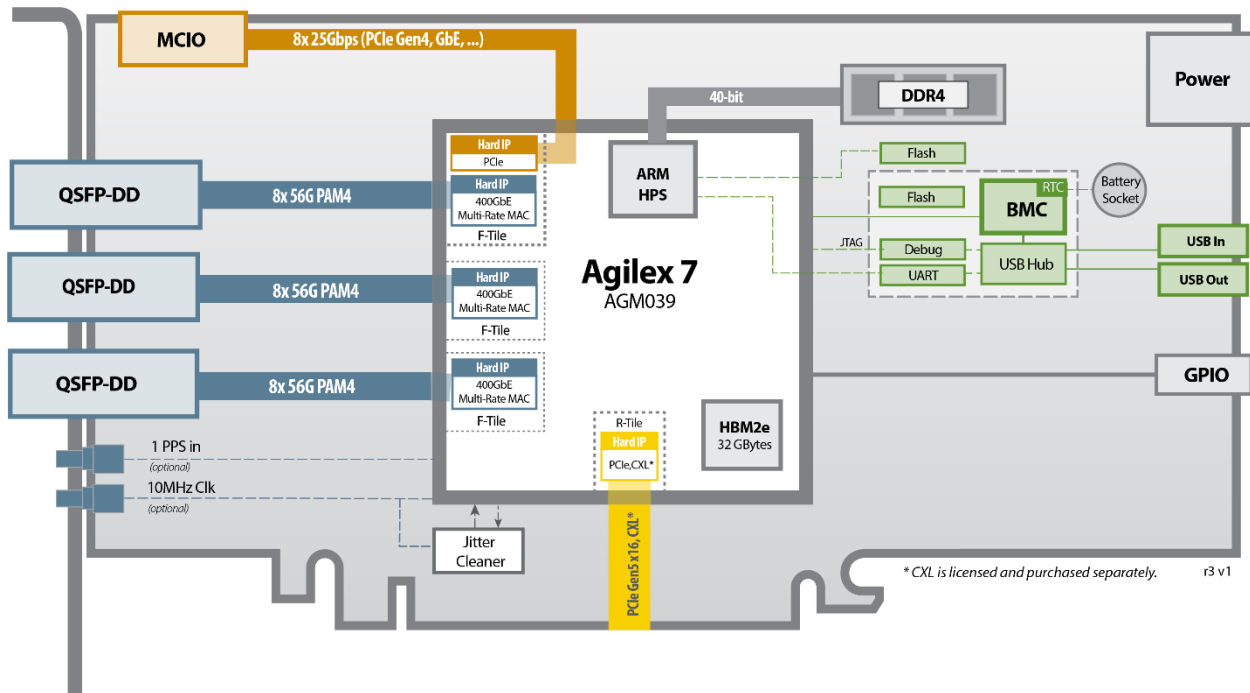 MCIO
8x 25Gbps (PCIe Gen4, GbE, ...)
Power
40-bit
DDR4
Hard IP
PCIe
Hard IP
400GbE
Multi-Rate MAC
F-Tile
QSFP-DD
8x 56G PAM4
ARM
HPS
Flash
Flash
RTC
BMC
Battery
Socket
JTAG
Debug
UART
USB Hub
USB In
USB Out
QSFP-DD
8x 56G PAM4
Hard IP
400GbE
Multi-Rate MAC
F-Tile
Agilex 7
AGM039
QSFP-DD
8x 56G PAM4
Hard IP
400GbE
Multi-Rate MAC
F-Tile
GPIO
R-Tile
Hard IP
PCIe,CXL*
HBM2e
32 GBytes
1 PPS in
(optional)
10MHz Clk
(optional)
Jitter
Cleaner
PCIe Gen5 x16, CXL*
* CXL is licensed and purchased separately.
r3 v1